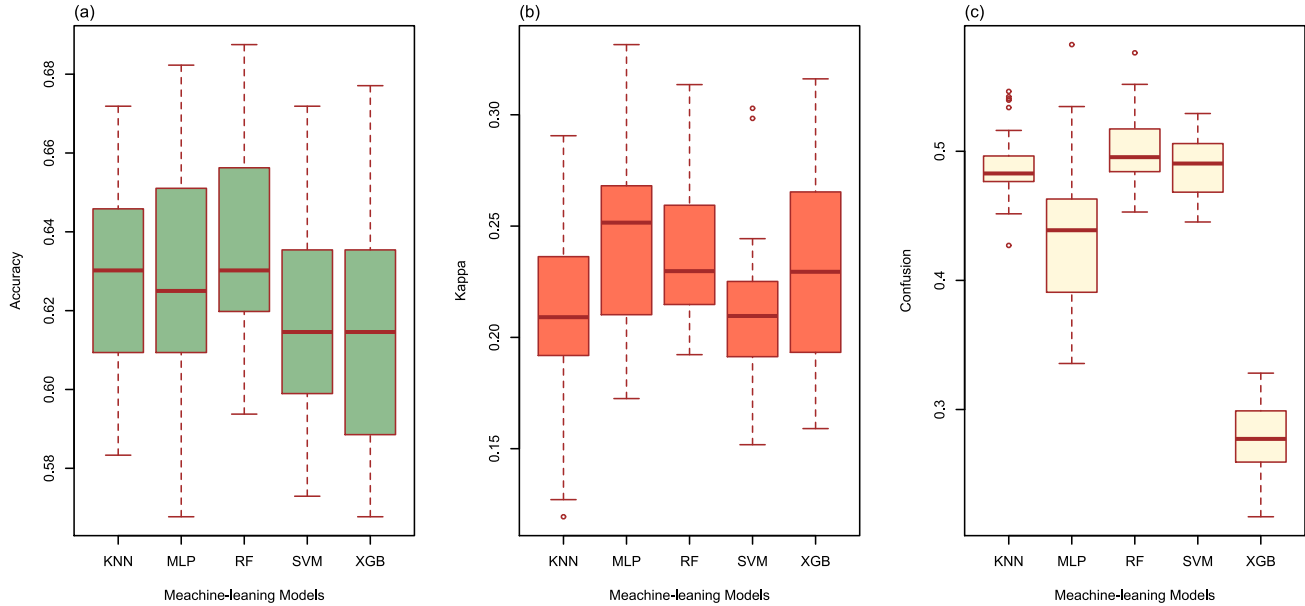 (a)
Accuracy
0.68
0.66
0.64
0.62
0.60
0.58
KNN MLP RF SVM XGB
Meachine-leaning Models
(b)
Kappa
0.30
0.25
0.20
0.15
KNN MLP RF SVM XGB
Meachine-leaning Models
(c)
Confusion
0.5
0.4
0.3
KNN MLP RF SVM XGB
Meachine-leaning Models